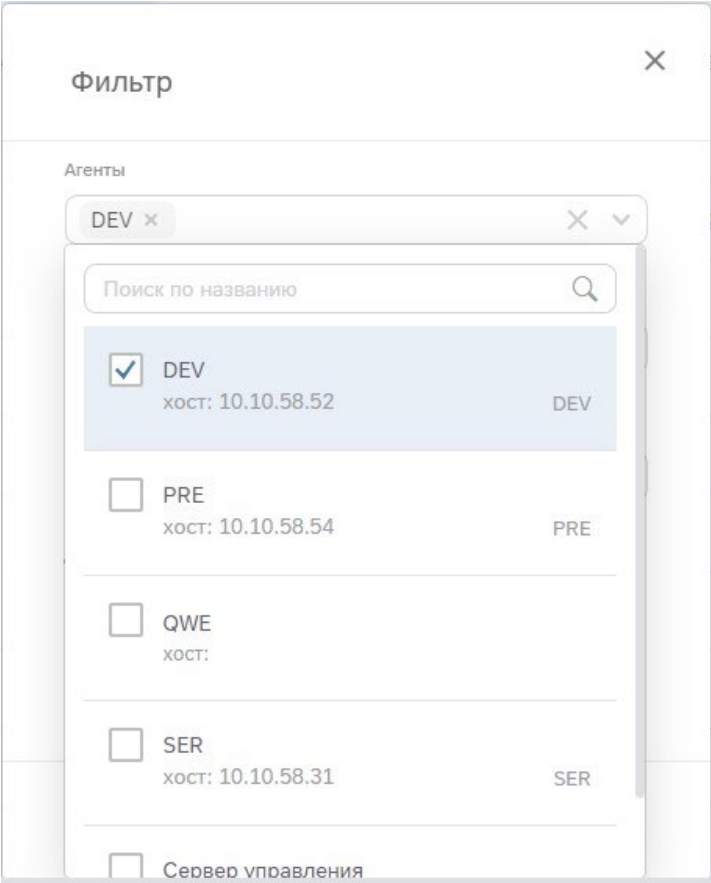 Фильтр
Агенты
DEV
Поиск по названию
DEV
хост: 10.10.58.52
DEV
PRE
хост: 10.10.58.54
PRE
QWE
хост:
SER
хост: 10.10.58.31
SER
Сервер управления